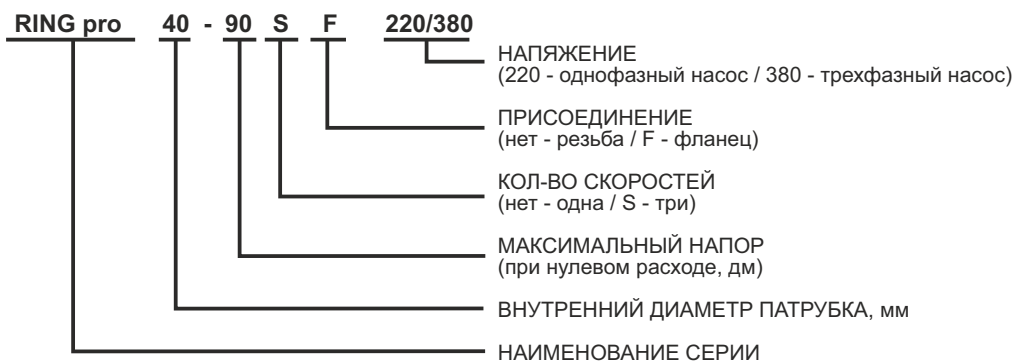 RING pro 40 - 90 S F 220/380
НАПЯЖЕНИЕ
(220 - однофазный насос / 380 - трехфазный насос)
ПРИСОЕДИНЕНИЕ
(нет - резьба / F - фланец)
КОЛ-ВО СКОРОСТЕЙ
(нет - одна / S - три)
МАКСИМАЛЬНЫЙ НАПОР
(при нулевом расходе, дм)
ВНУТРЕННИЙ ДИАМЕТР ПАТРУБКА, мм
НАИМЕНОВАНИЕ СЕРИИ